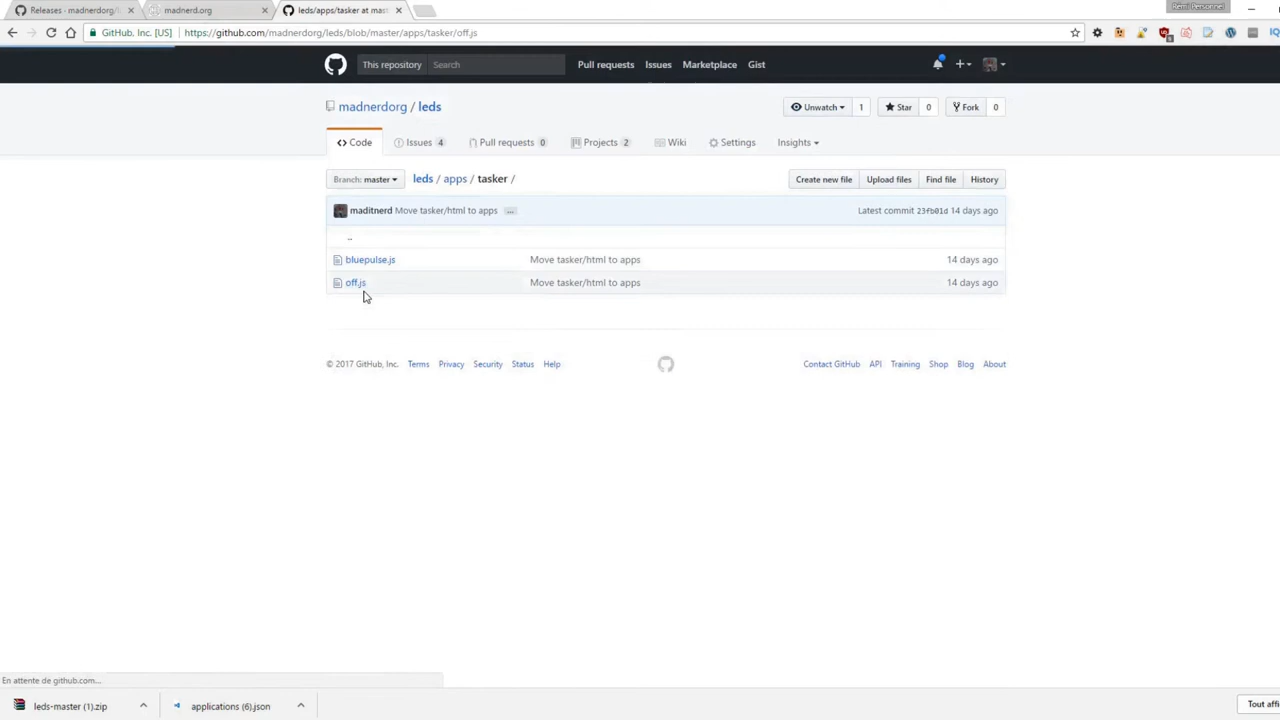 Releases · madnerdorg/l
madnerd.org
leds/apps/tasker at mas
Rémi Personnel
GitHub, Inc. [US]
https://github.com/madnerdorg/leds/blob/master/apps/tasker/off.js
This repository
Search
Pull requests
Issues
Marketplace
Gist
madnerdorg / leds
Unwatch
1
Star
0
Fork
0
Code
Issues 4
Pull requests 0
Projects 2
Wiki
Settings
Insights
Branch: master
leds / apps / tasker /
Create new file
Upload files
Find file
History
maditnerd Move tasker/html to apps ...
Latest commit 23fb01d 14 days ago
..
bluepulse.js
Move tasker/html to apps
14 days ago
off.js
Move tasker/html to apps
14 days ago
© 2017 GitHub, Inc.
Terms
Privacy
Security
Status
Help
Contact GitHub
API
Training
Shop
Blog
About
En attente de github.com...
leds-master (1).zip
applications (6).json
Tout affi